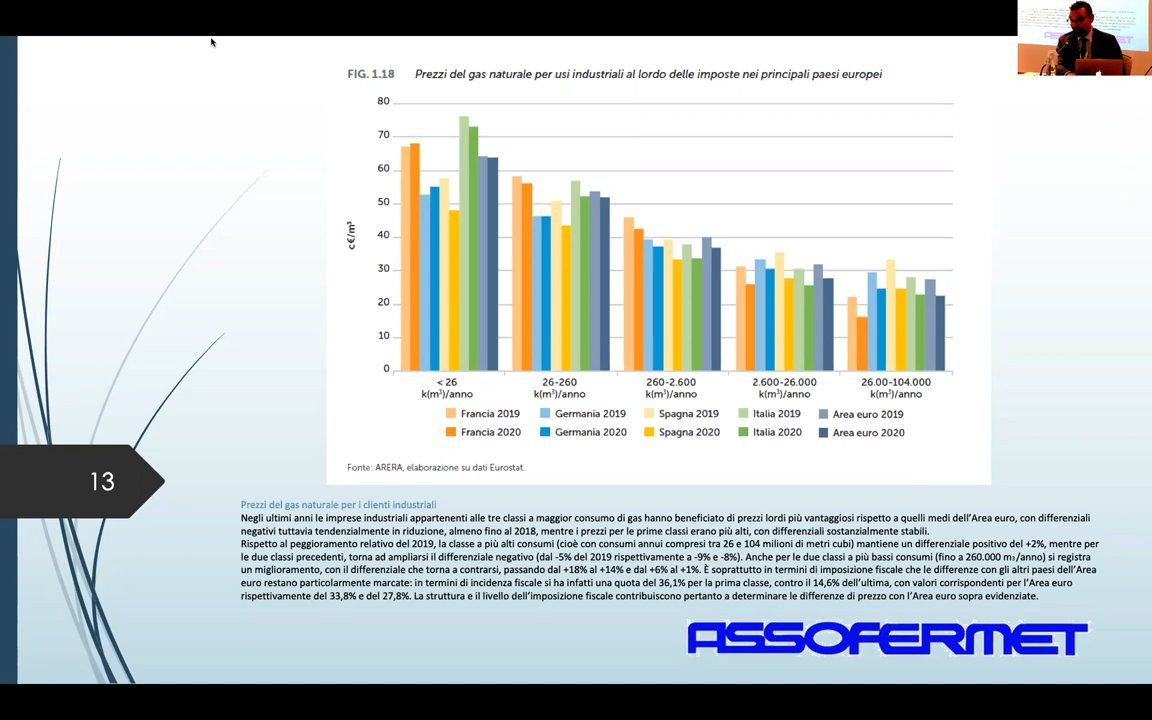 ASSOFERMET
FIG. 1.18 Prezzi del gas naturale per usi industriali al lordo delle imposte nei principali paesi europei
80
70
60
50
40
30
20
10
0
c€/m³
< 26 26-260 260-2.600 2.600-26.000 26.00-104.000
k(m³)/anno k(m³)/anno k(m³)/anno k(m³)/anno k(m³)/anno
Francia 2019 Germania 2019 Spagna 2019 Italia 2019 Area euro 2019
Francia 2020 Germania 2020 Spagna 2020 Italia 2020 Area euro 2020
Fonte: ARERA, elaborazione su dati Eurostat.
13
Prezzi del gas naturale per i clienti industriali
Negli ultimi anni le imprese industriali appartenenti alle tre classi a maggior consumo di gas hanno beneficiato di prezzi lordi più vantaggiosi rispetto a quelli medi dell'Area euro, con differenziali
negativi tuttavia tendenzialmente in riduzione, almeno fino al 2018, mentre i prezzi per le prime classi erano più alti, con differenziali sostanzialmente stabili.
Rispetto al peggioramento relativo del 2019, la classe a più alti consumi (cioè con consumi annui compresi tra 26 e 104 milioni di metri cubi) mantiene un differenziale positivo del +2%, mentre per
le due classi precedenti, torna ad ampliarsi il differenziale negativo (dal -5% del 2019 rispettivamente a -9% e -8%). Anche per le due classi a più bassi consumi (fino a 260.000 m₃/anno) si registra
un miglioramento, con il differenziale che torna a contrarsi, passando dal +18% al +14% e dal +6% al +1%. È soprattutto in termini di imposizione fiscale che le differenze con gli altri paesi dell'Area
euro restano particolarmente marcate: in termini di incidenza fiscale si ha infatti una quota del 36,1% per la prima classe, contro il 14,6% dell'ultima, con valori corrispondenti per l'Area euro
rispettivamente del 33,8% e del 27,8%. La struttura e il livello dell'imposizione fiscale contribuiscono pertanto a determinare le differenze di prezzo con l'Area euro sopra evidenziate.
ASSOFERMET